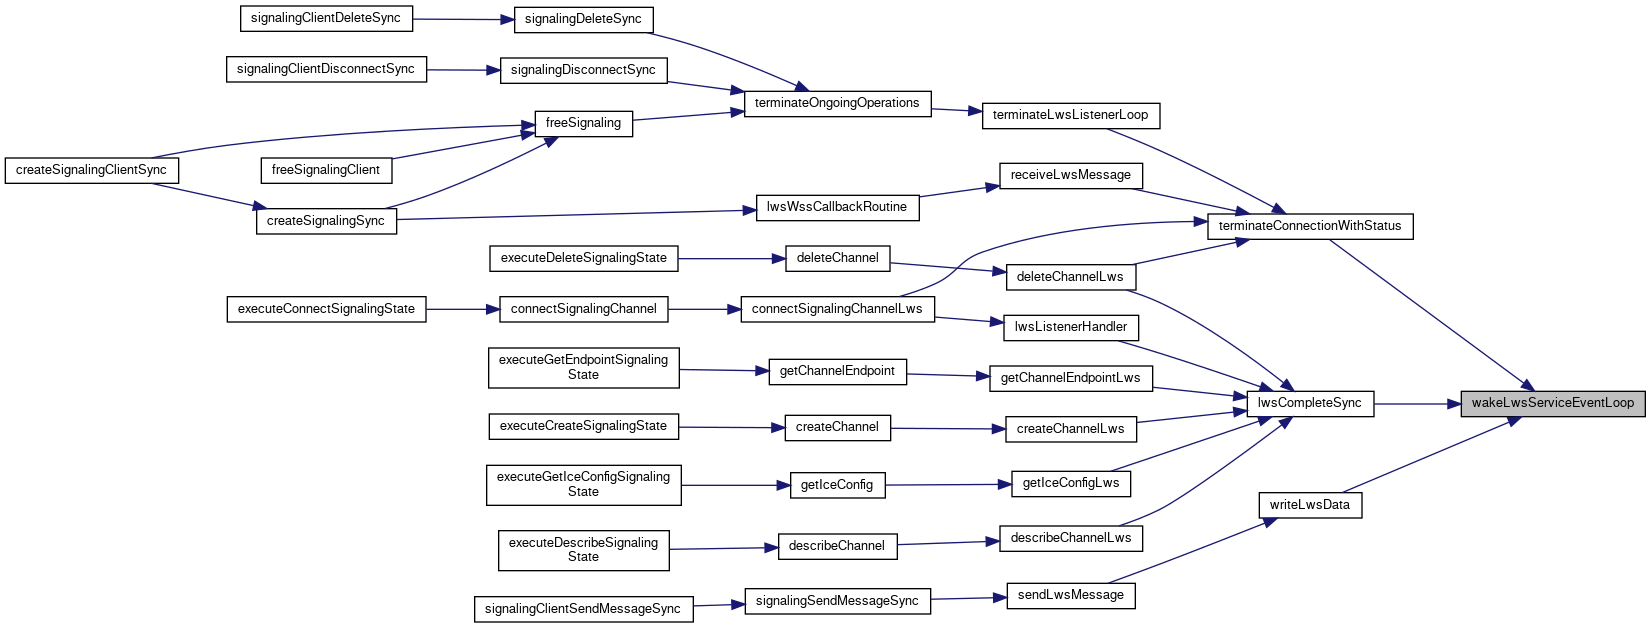 signalingClientDeleteSync
signalingDeleteSync
signalingClientDisconnectSync
signalingDisconnectSync
terminateOngoingOperations
terminateLwsListenerLoop
freeSignaling
createSignalingClientSync
freeSignalingClient
receiveLwsMessage
createSignalingSync
lwsWssCallbackRoutine
terminateConnectionWithStatus
executeDeleteSignalingState
deleteChannel
deleteChannelLws
executeConnectSignalingState
connectSignalingChannel
connectSignalingChannelLws
lwsListenerHandler
executeGetEndpointSignaling
State
getChannelEndpoint
getChannelEndpointLws
lwsCompleteSync
wakeLwsServiceEventLoop
executeCreateSignalingState
createChannel
createChannelLws
executeGetIceConfigSignaling
State
getIceConfig
getIceConfigLws
writeLwsData
executeDescribeSignaling
State
describeChannel
describeChannelLws
signalingClientSendMessageSync
signalingSendMessageSync
sendLwsMessage